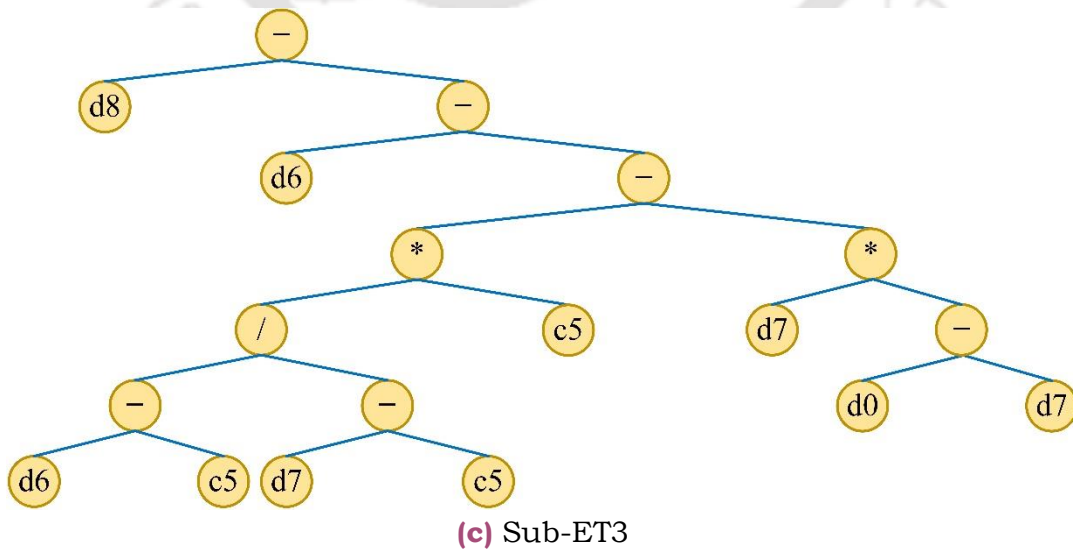 −
d8 −
d6 −
* *
/ c5 d7 −
− − d0 d7
d6 c5 d7 c5
(c) Sub-ET3